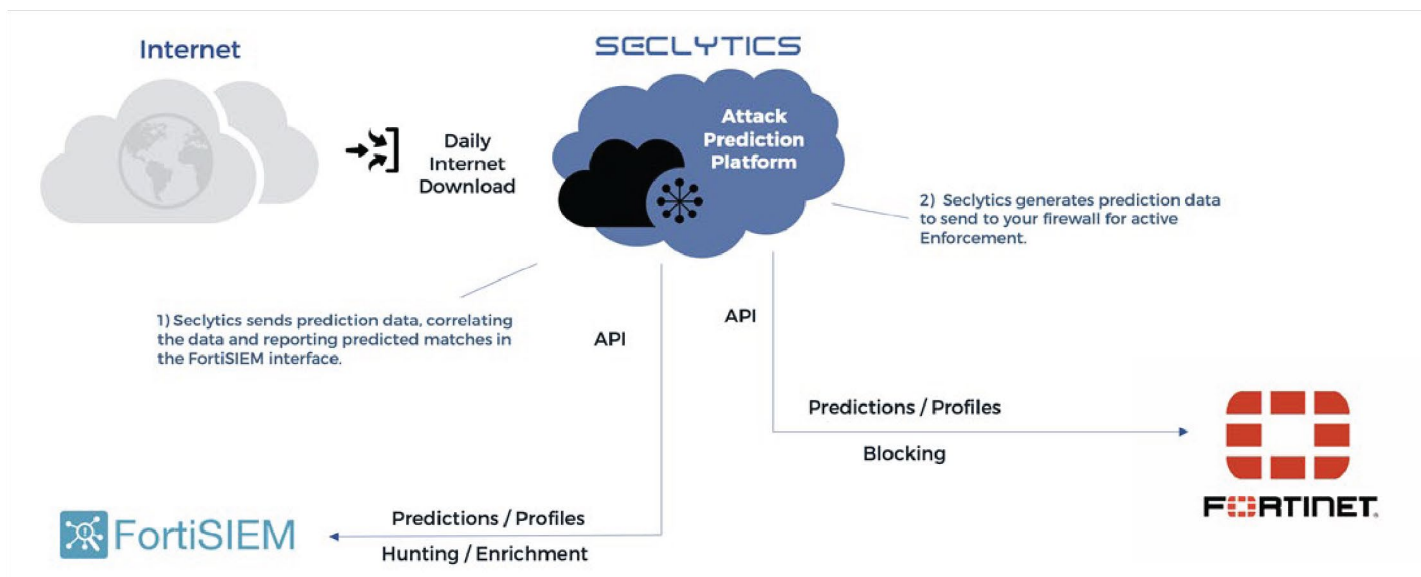 Internet
SECLYTICS
Attack
Prediction
Platform
Daily
Internet
Download
2) Seclytics generates prediction data
to send to your firewall for active
Enforcement.
1) Seclytics sends prediction data, correlating
the data and reporting predicted matches in
the FortiSIEM interface.
API
API
Predictions / Profiles
Blocking
FORTINET®
FortiSIEM
Predictions / Profiles
Hunting / Enrichment